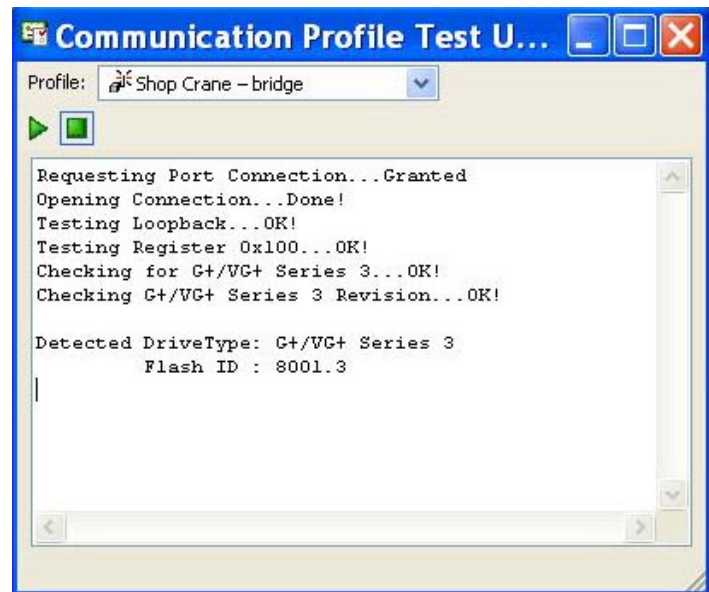 Communication Profile Test U...
Profile: Shop Crane – bridge
Requesting Port Connection...Granted
Opening Connection...Done!
Testing Loopback...OK!
Testing Register 0x100...OK!
Checking for G+/VG+ Series 3...OK!
Checking G+/VG+ Series 3 Revision...OK!
Detected DriveType: G+/VG+ Series 3
Flash ID : 8001.3